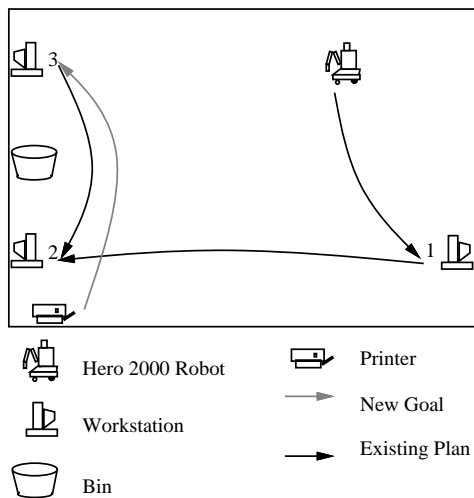 3
1
2
Hero 2000 Robot
Printer
New Goal
Workstation
Existing Plan
Bin